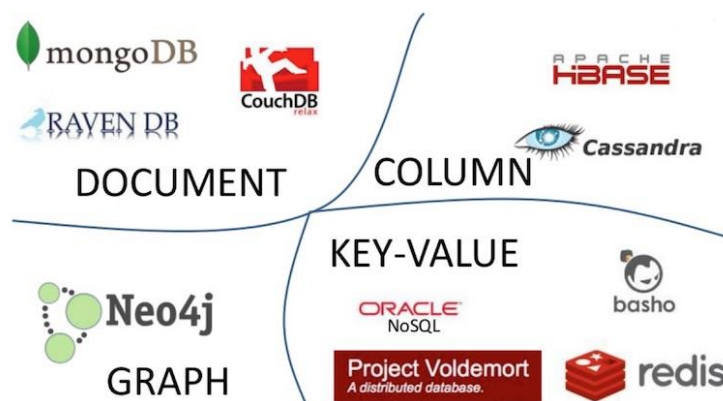 mongoDB
CouchDB
relax
RAVEN DB
DOCUMENT
APACHE
HBASE
Cassandra
COLUMN
Neo4j
GRAPH
KEY-VALUE
basho
ORACLE
NoSQL
Project Voldemort
A distributed database.
redis